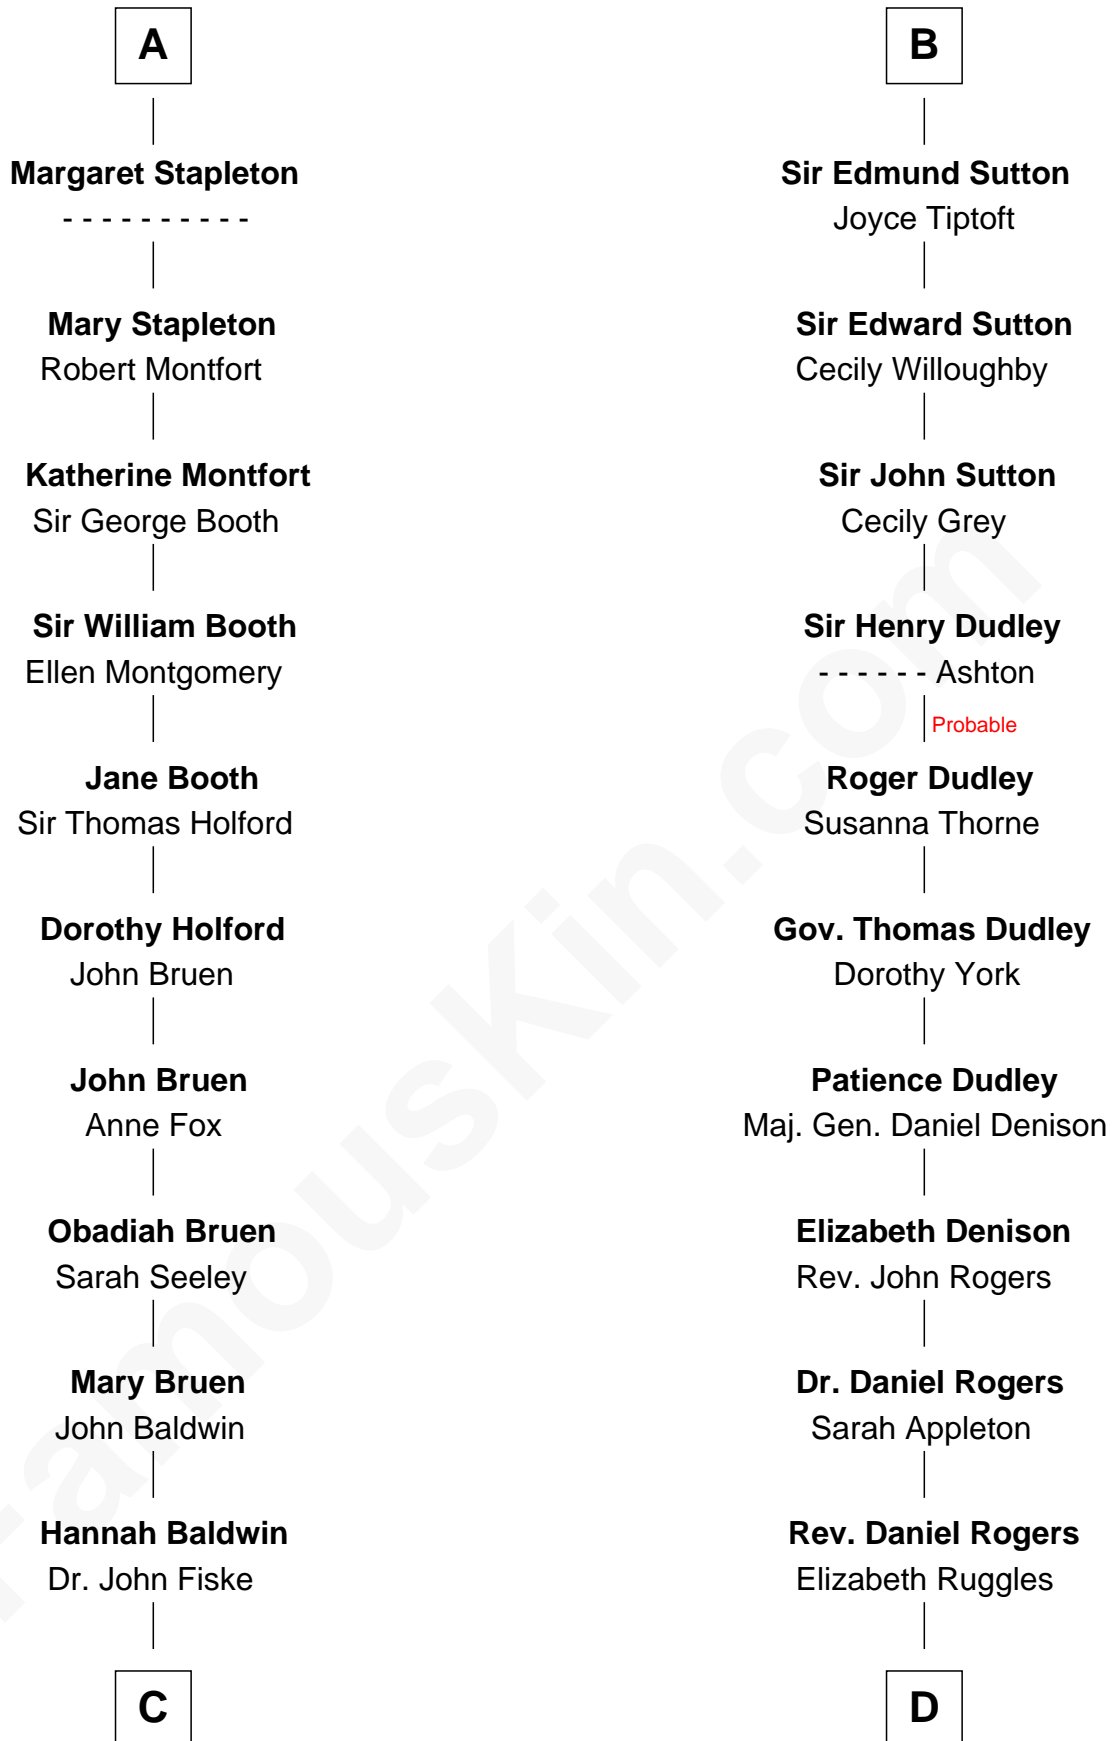 A
Margaret Stapleton
- - - - - - - - - -
Mary Stapleton
Robert Montfort
Katherine Montfort
Sir George Booth
Sir William Booth
Ellen Montgomery
Jane Booth
Sir Thomas Holford
Dorothy Holford
John Bruen
John Bruen
Anne Fox
Obadiah Bruen
Sarah Seeley
Mary Bruen
John Baldwin
Hannah Baldwin
Dr. John Fiske
C
B
Sir Edmund Sutton
Joyce Tiptoft
Sir Edward Sutton
Cecily Willoughby
Sir John Sutton
Cecily Grey
Sir Henry Dudley
- - - - - - Ashton
Probable
Roger Dudley
Susanna Thorne
Gov. Thomas Dudley
Dorothy York
Patience Dudley
Maj. Gen. Daniel Denison
Elizabeth Denison
Rev. John Rogers
Dr. Daniel Rogers
Sarah Appleton
Rev. Daniel Rogers
Elizabeth Ruggles
D
FamousKin.com